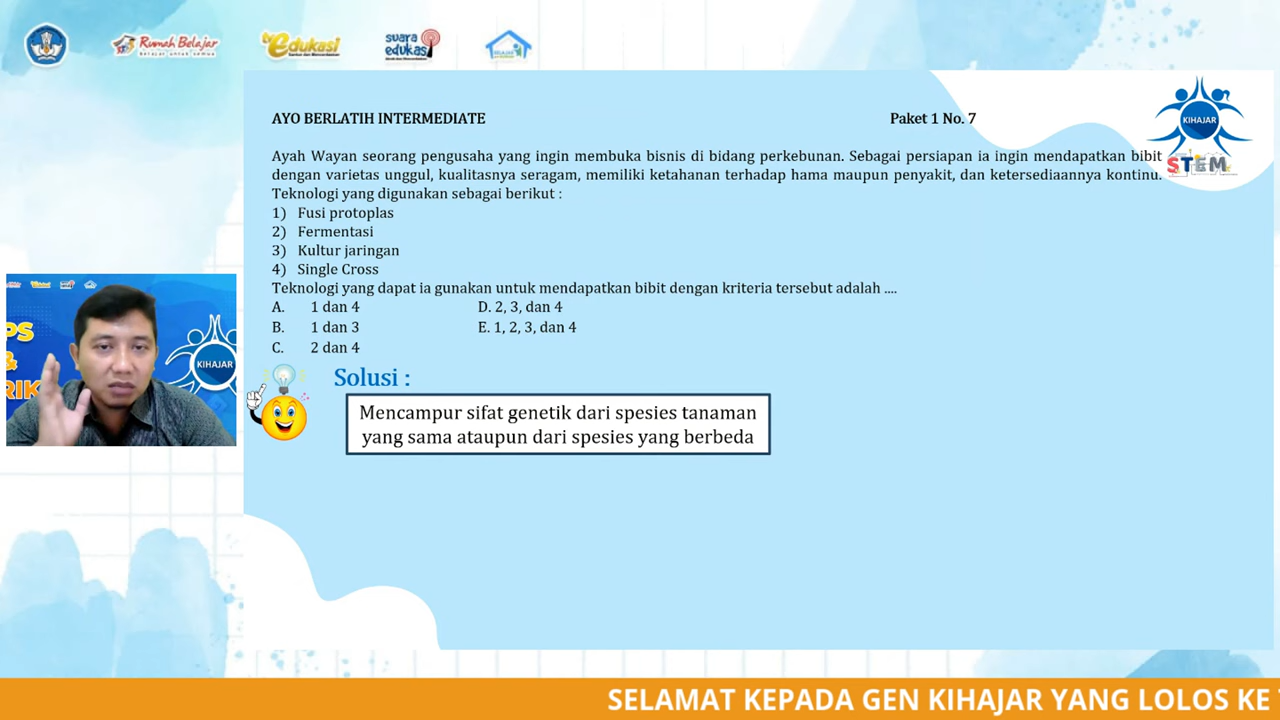 Rumah Belajar
Belajar untuk semua
tv edukasi
suara
edukasi
AYO BERLATIH INTERMEDIATE
Paket 1 No. 7
KIHAJAR
STEM
Ayah Wayan seorang pengusaha yang ingin membuka bisnis di bidang perkebunan. Sebagai persiapan ia ingin mendapatkan bibit
dengan varietas unggul, kualitasnya seragam, memiliki ketahanan terhadap hama maupun penyakit, dan ketersediaannya kontinu.
Teknologi yang digunakan sebagai berikut :
1) Fusi protoplas
2) Fermentasi
3) Kultur jaringan
4) Single Cross
Teknologi yang dapat ia gunakan untuk mendapatkan bibit dengan kriteria tersebut adalah ....
A. 1 dan 4 D. 2, 3, dan 4
B. 1 dan 3 E. 1, 2, 3, dan 4
C. 2 dan 4
Solusi :
Mencampur sifat genetik dari spesies tanaman
yang sama ataupun dari spesies yang berbeda
KIHAJAR
SELAMAT KEPADA GEN KIHAJAR YANG LOLOS KE